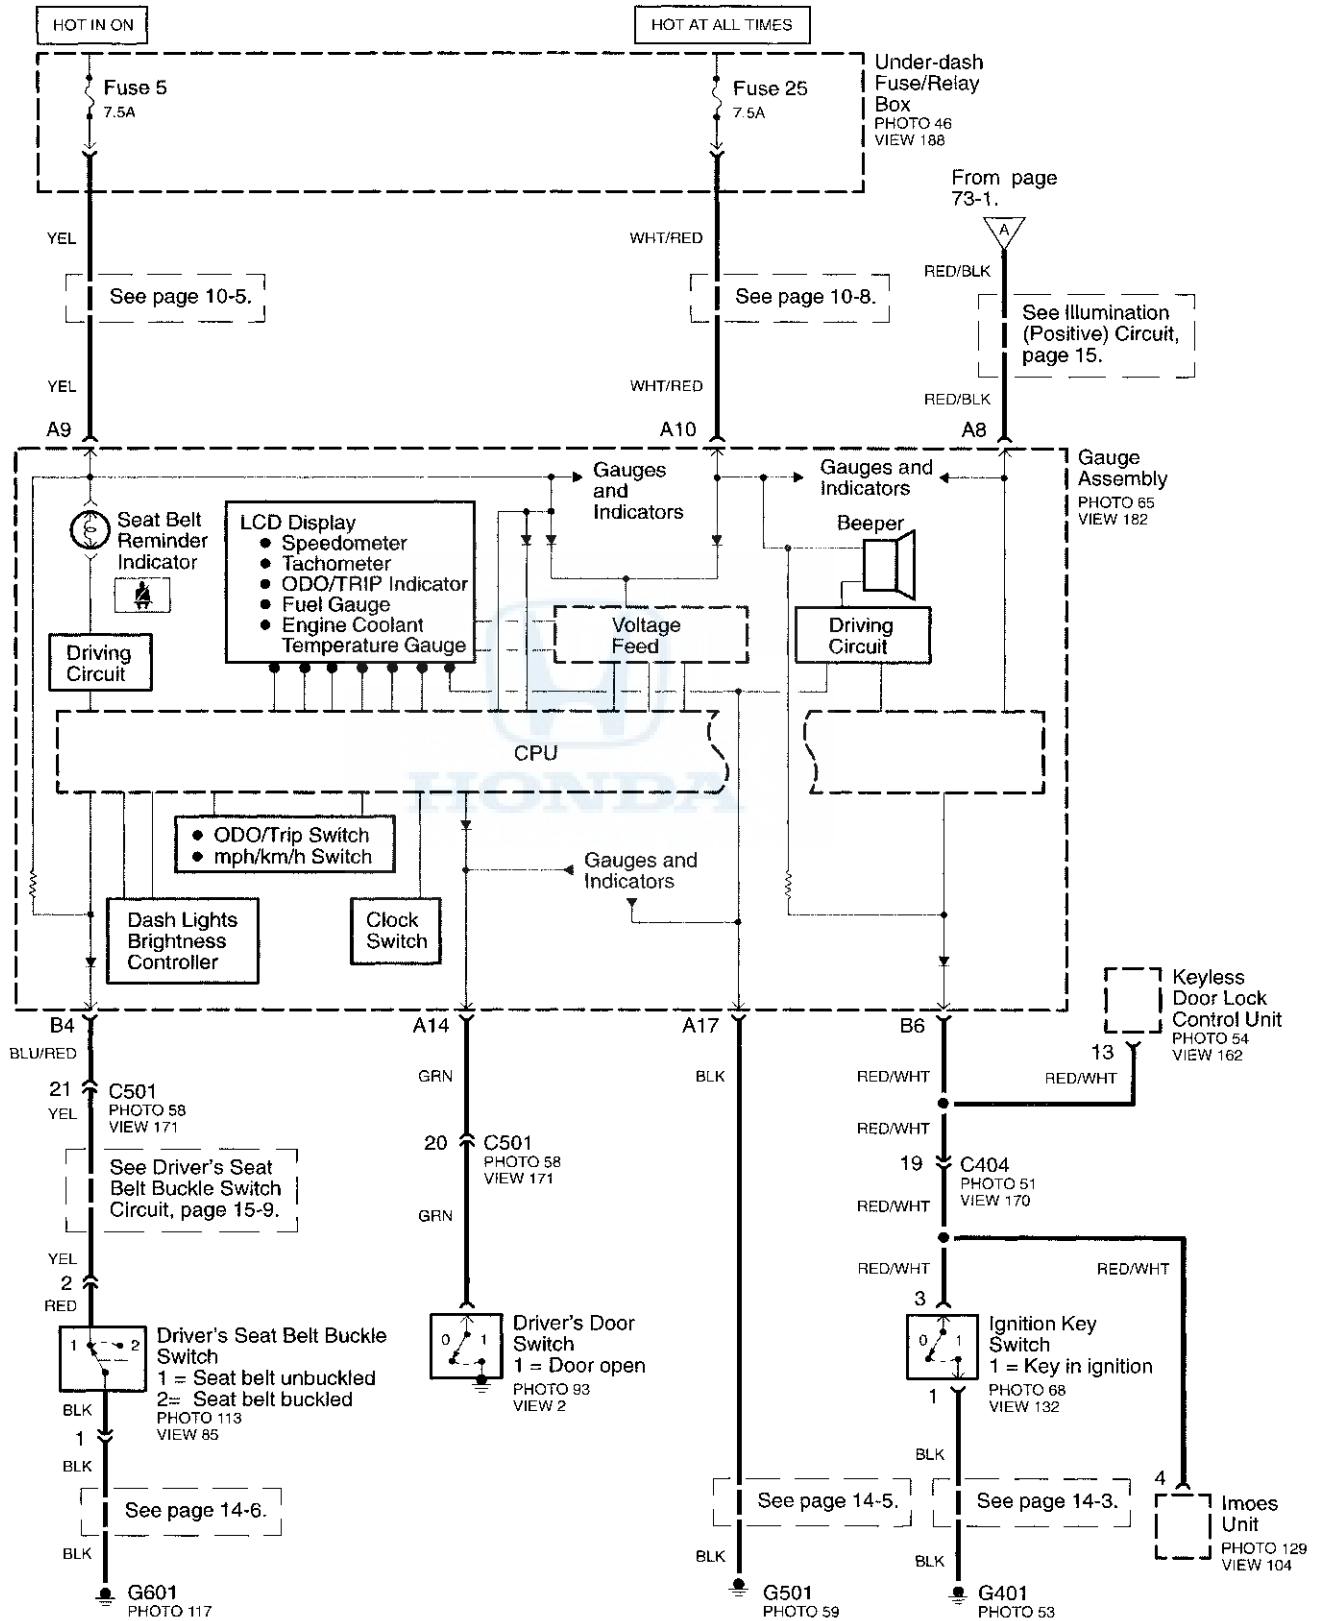 HOT IN ON
HOT AT ALL TIMES
Fuse 5
7.5A
Fuse 25
7.5A
Under-dash
Fuse/Relay
Box
PHOTO 46
VIEW 188
From page
73-1.
A
YEL
WHT/RED
RED/BLK
See page 10-5.
See page 10-8.
See Illumination
(Positive) Circuit,
page 15.
YEL
WHT/RED
RED/BLK
A9
A10
A8
Gauge
Assembly
PHOTO 65
VIEW 182
Gauges
and
Indicators
Gauges and
Indicators
Seat Belt
Reminder
Indicator
LCD Display
● Speedometer
● Tachometer
● ODO/TRIP Indicator
● Fuel Gauge
● Engine Coolant
Temperature Gauge
Beeper
Voltage
Feed
Driving
Circuit
Driving
Circuit
CPU
HONDA
● ODO/Trip Switch
● mph/km/h Switch
Gauges and
Indicators
Dash Lights
Brightness
Controller
Clock
Switch
Keyless
Door Lock
Control Unit
PHOTO 54
VIEW 162
B4
A14
A17
B6
13
BLU/RED
GRN
BLK
RED/WHT
RED/WHT
21
C501
PHOTO 58
VIEW 171
YEL
RED/WHT
20
C501
PHOTO 58
VIEW 171
19
C404
PHOTO 51
VIEW 170
See Driver's Seat
Belt Buckle Switch
Circuit, page 15-9.
GRN
RED/WHT
YEL
RED/WHT
RED/WHT
2
RED
3
1
2
Driver's Seat Belt Buckle
Switch
1 = Seat belt unbuckled
2= Seat belt buckled
PHOTO 113
VIEW 85
0
1
Driver's Door
Switch
1 = Door open
PHOTO 93
VIEW 2
0
1
Ignition Key
Switch
1 = Key in ignition
PHOTO 68
VIEW 132
BLK
1
1
BLK
BLK
4
See page 14-6.
See page 14-5.
See page 14-3.
Imoes
Unit
PHOTO 129
VIEW 104
BLK
BLK
BLK
G601
PHOTO 117
G501
PHOTO 59
G401
PHOTO 53